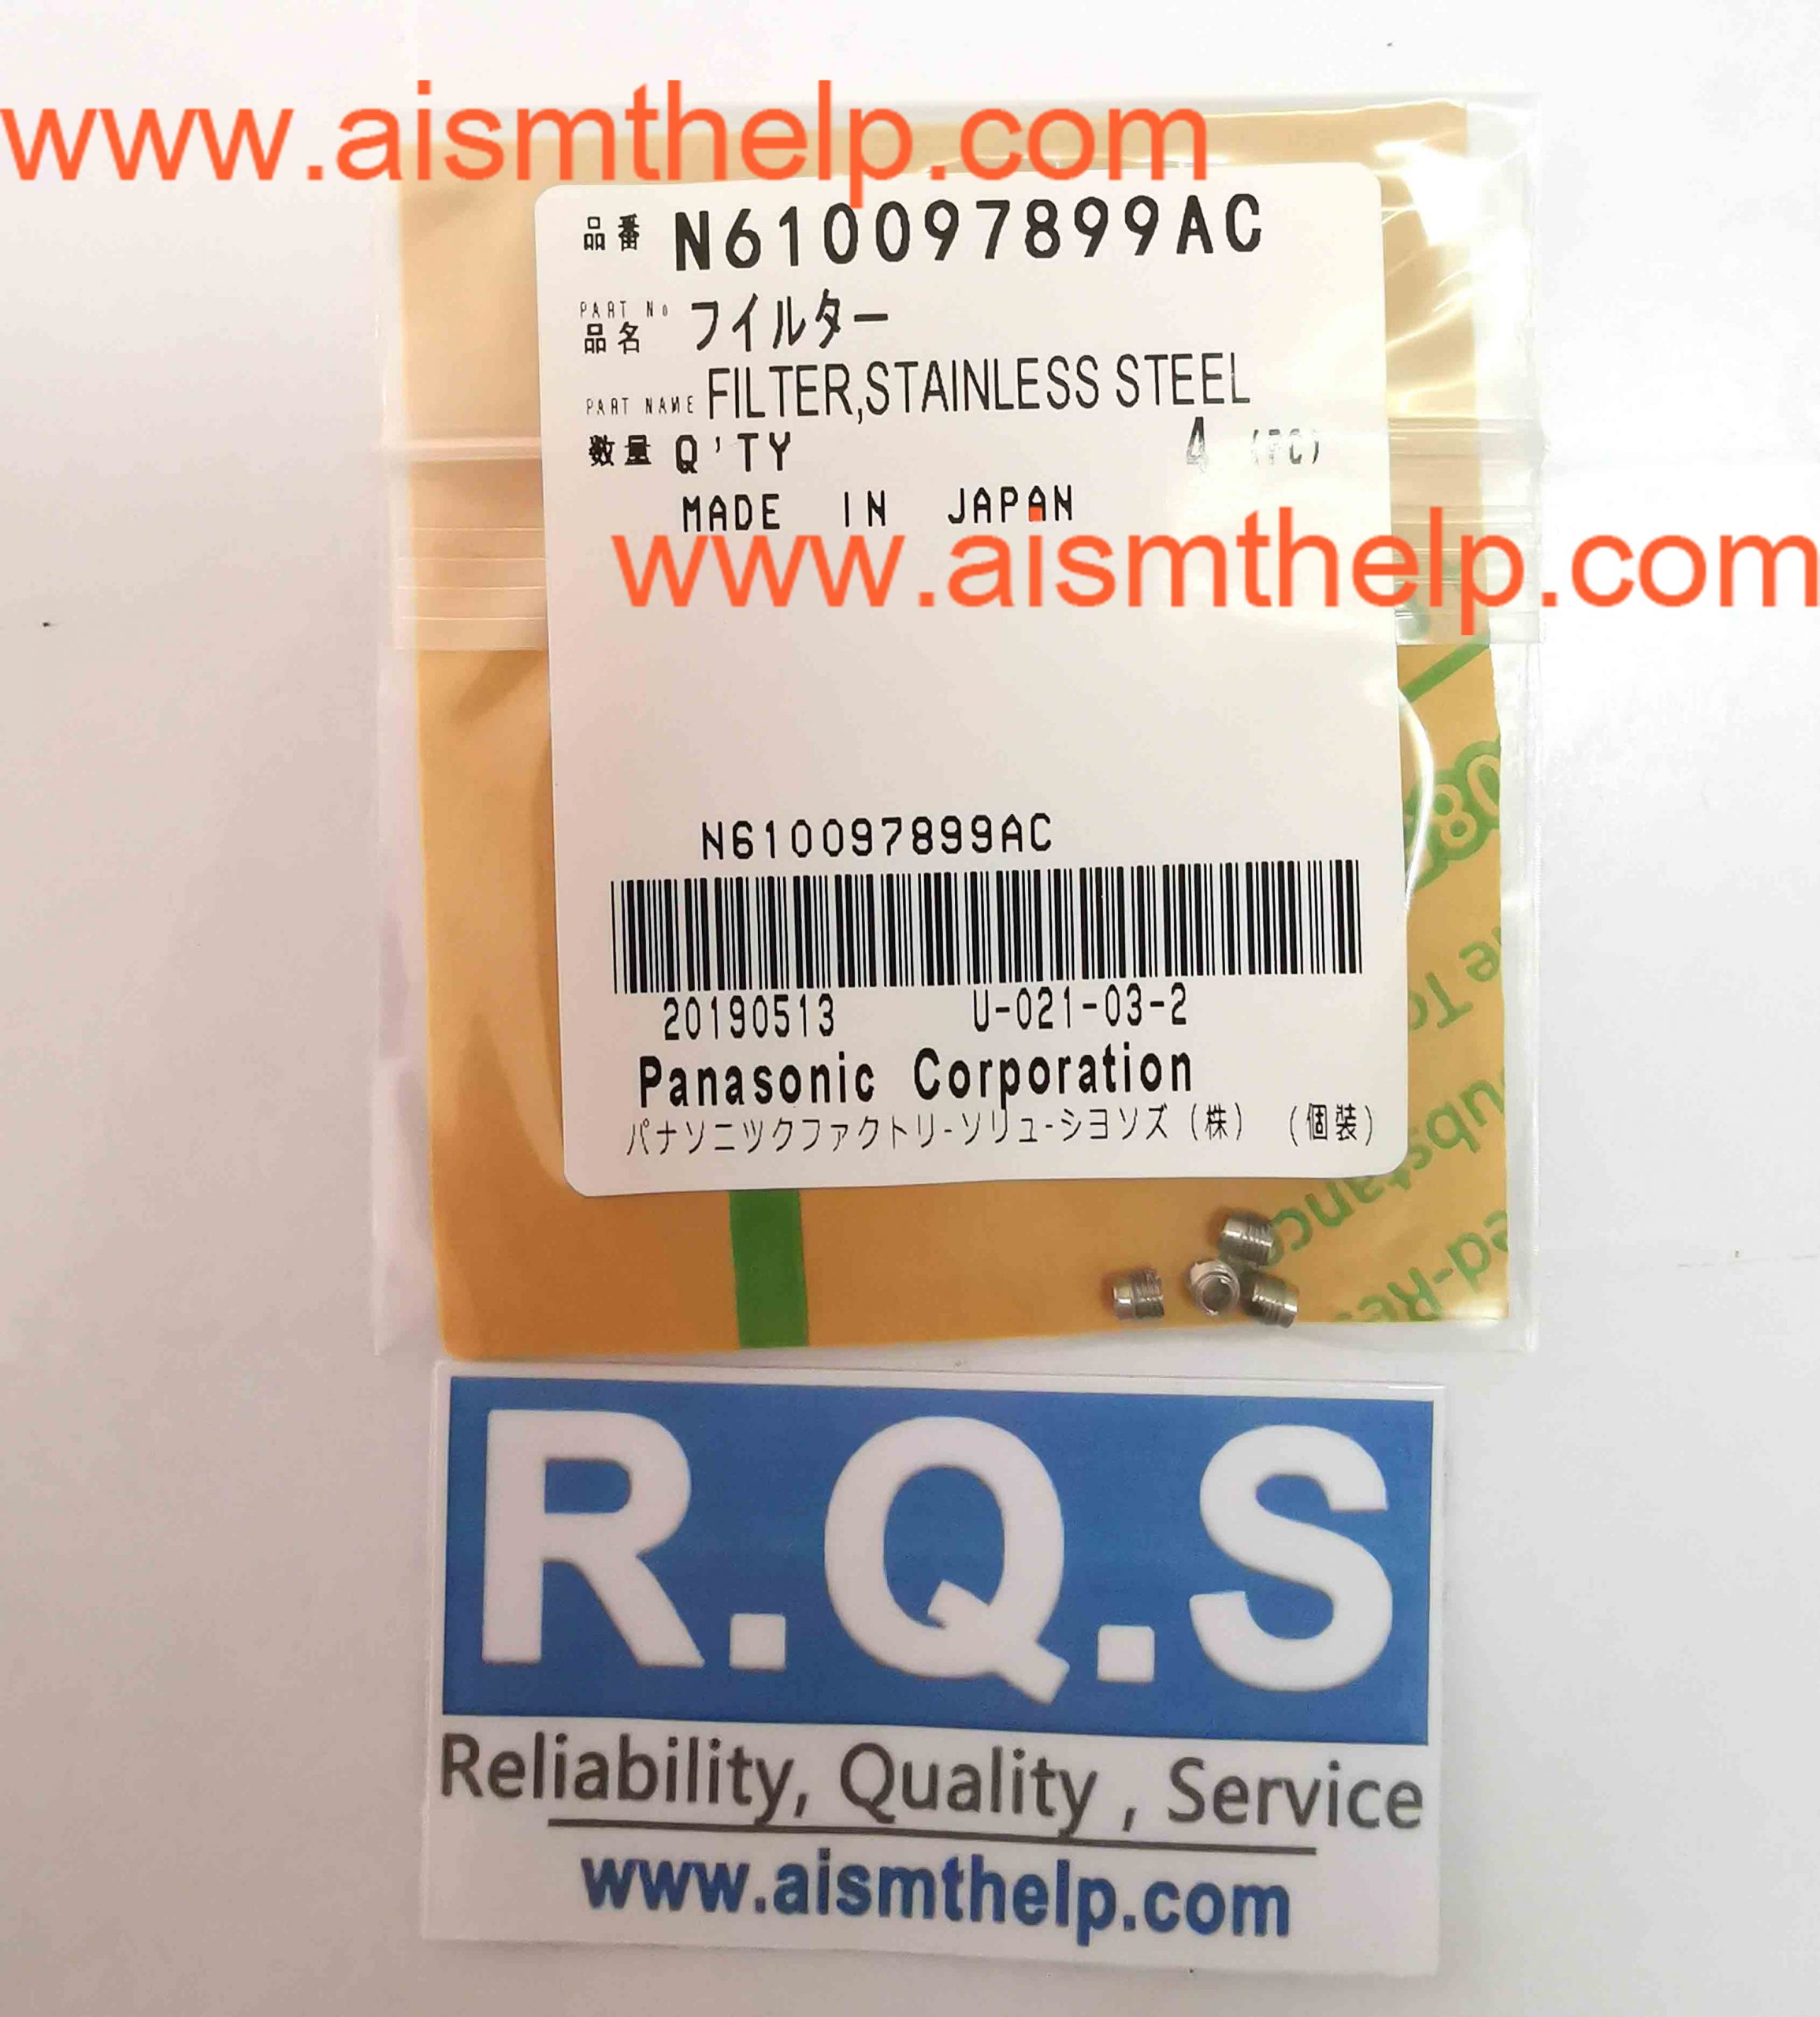 www.aismthelp.com
品番 N610097899AC
PART No
品名 フイルター
PART NAME FILTER,STAINLESS STEEL
数量 Q'TY 4 (PC)
MADE IN JAPAN
www.aismthelp.com
N610097899AC
20190513 U-021-03-2
Panasonic Corporation
パナソニックファクトリ-ソリュ-シヨソズ (株) (個装)
R.Q.S
Reliability, Quality , Service
www.aismthelp.com